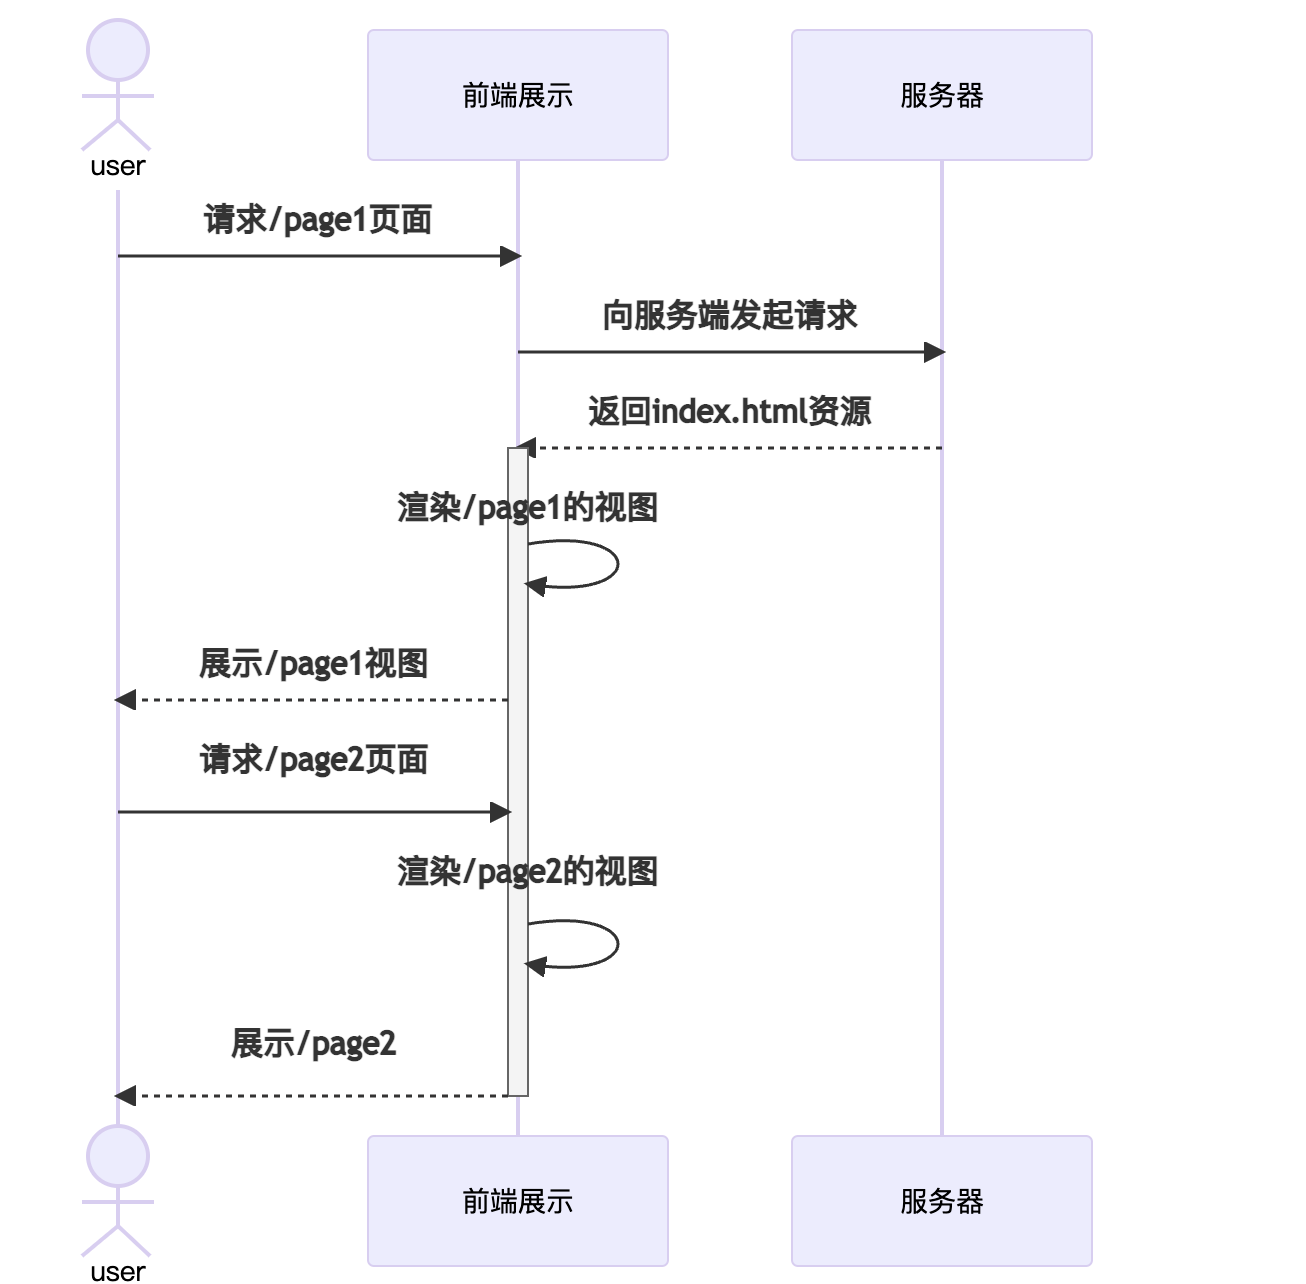 user
前端展示
服务器
请求/page1页面
向服务端发起请求
返回index.html资源
渲染/page1的视图
展示/page1视图
请求/page2页面
渲染/page2的视图
展示/page2
user
前端展示
服务器